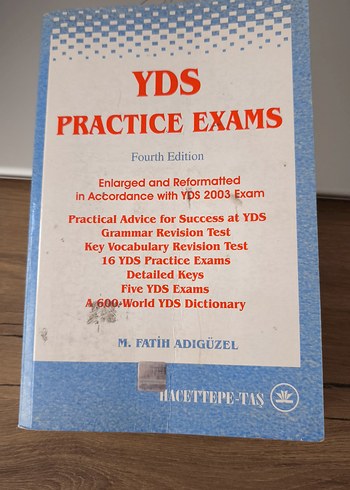 YDS
PRACTICE EXAMS
Fourth Edition
Enlarged and Reformatted
in Accordance with YDS 2003 Exam
Practical Advice for Success at YDS
Grammar Revision Test
Key Vocabulary Revision Test
16 YDS Practice Exams
Detailed Keys
Five YDS Exams
A 600-World YDS Dictionary
M. FATİH ADIGÜZEL
HACETTEPE-TAŞ